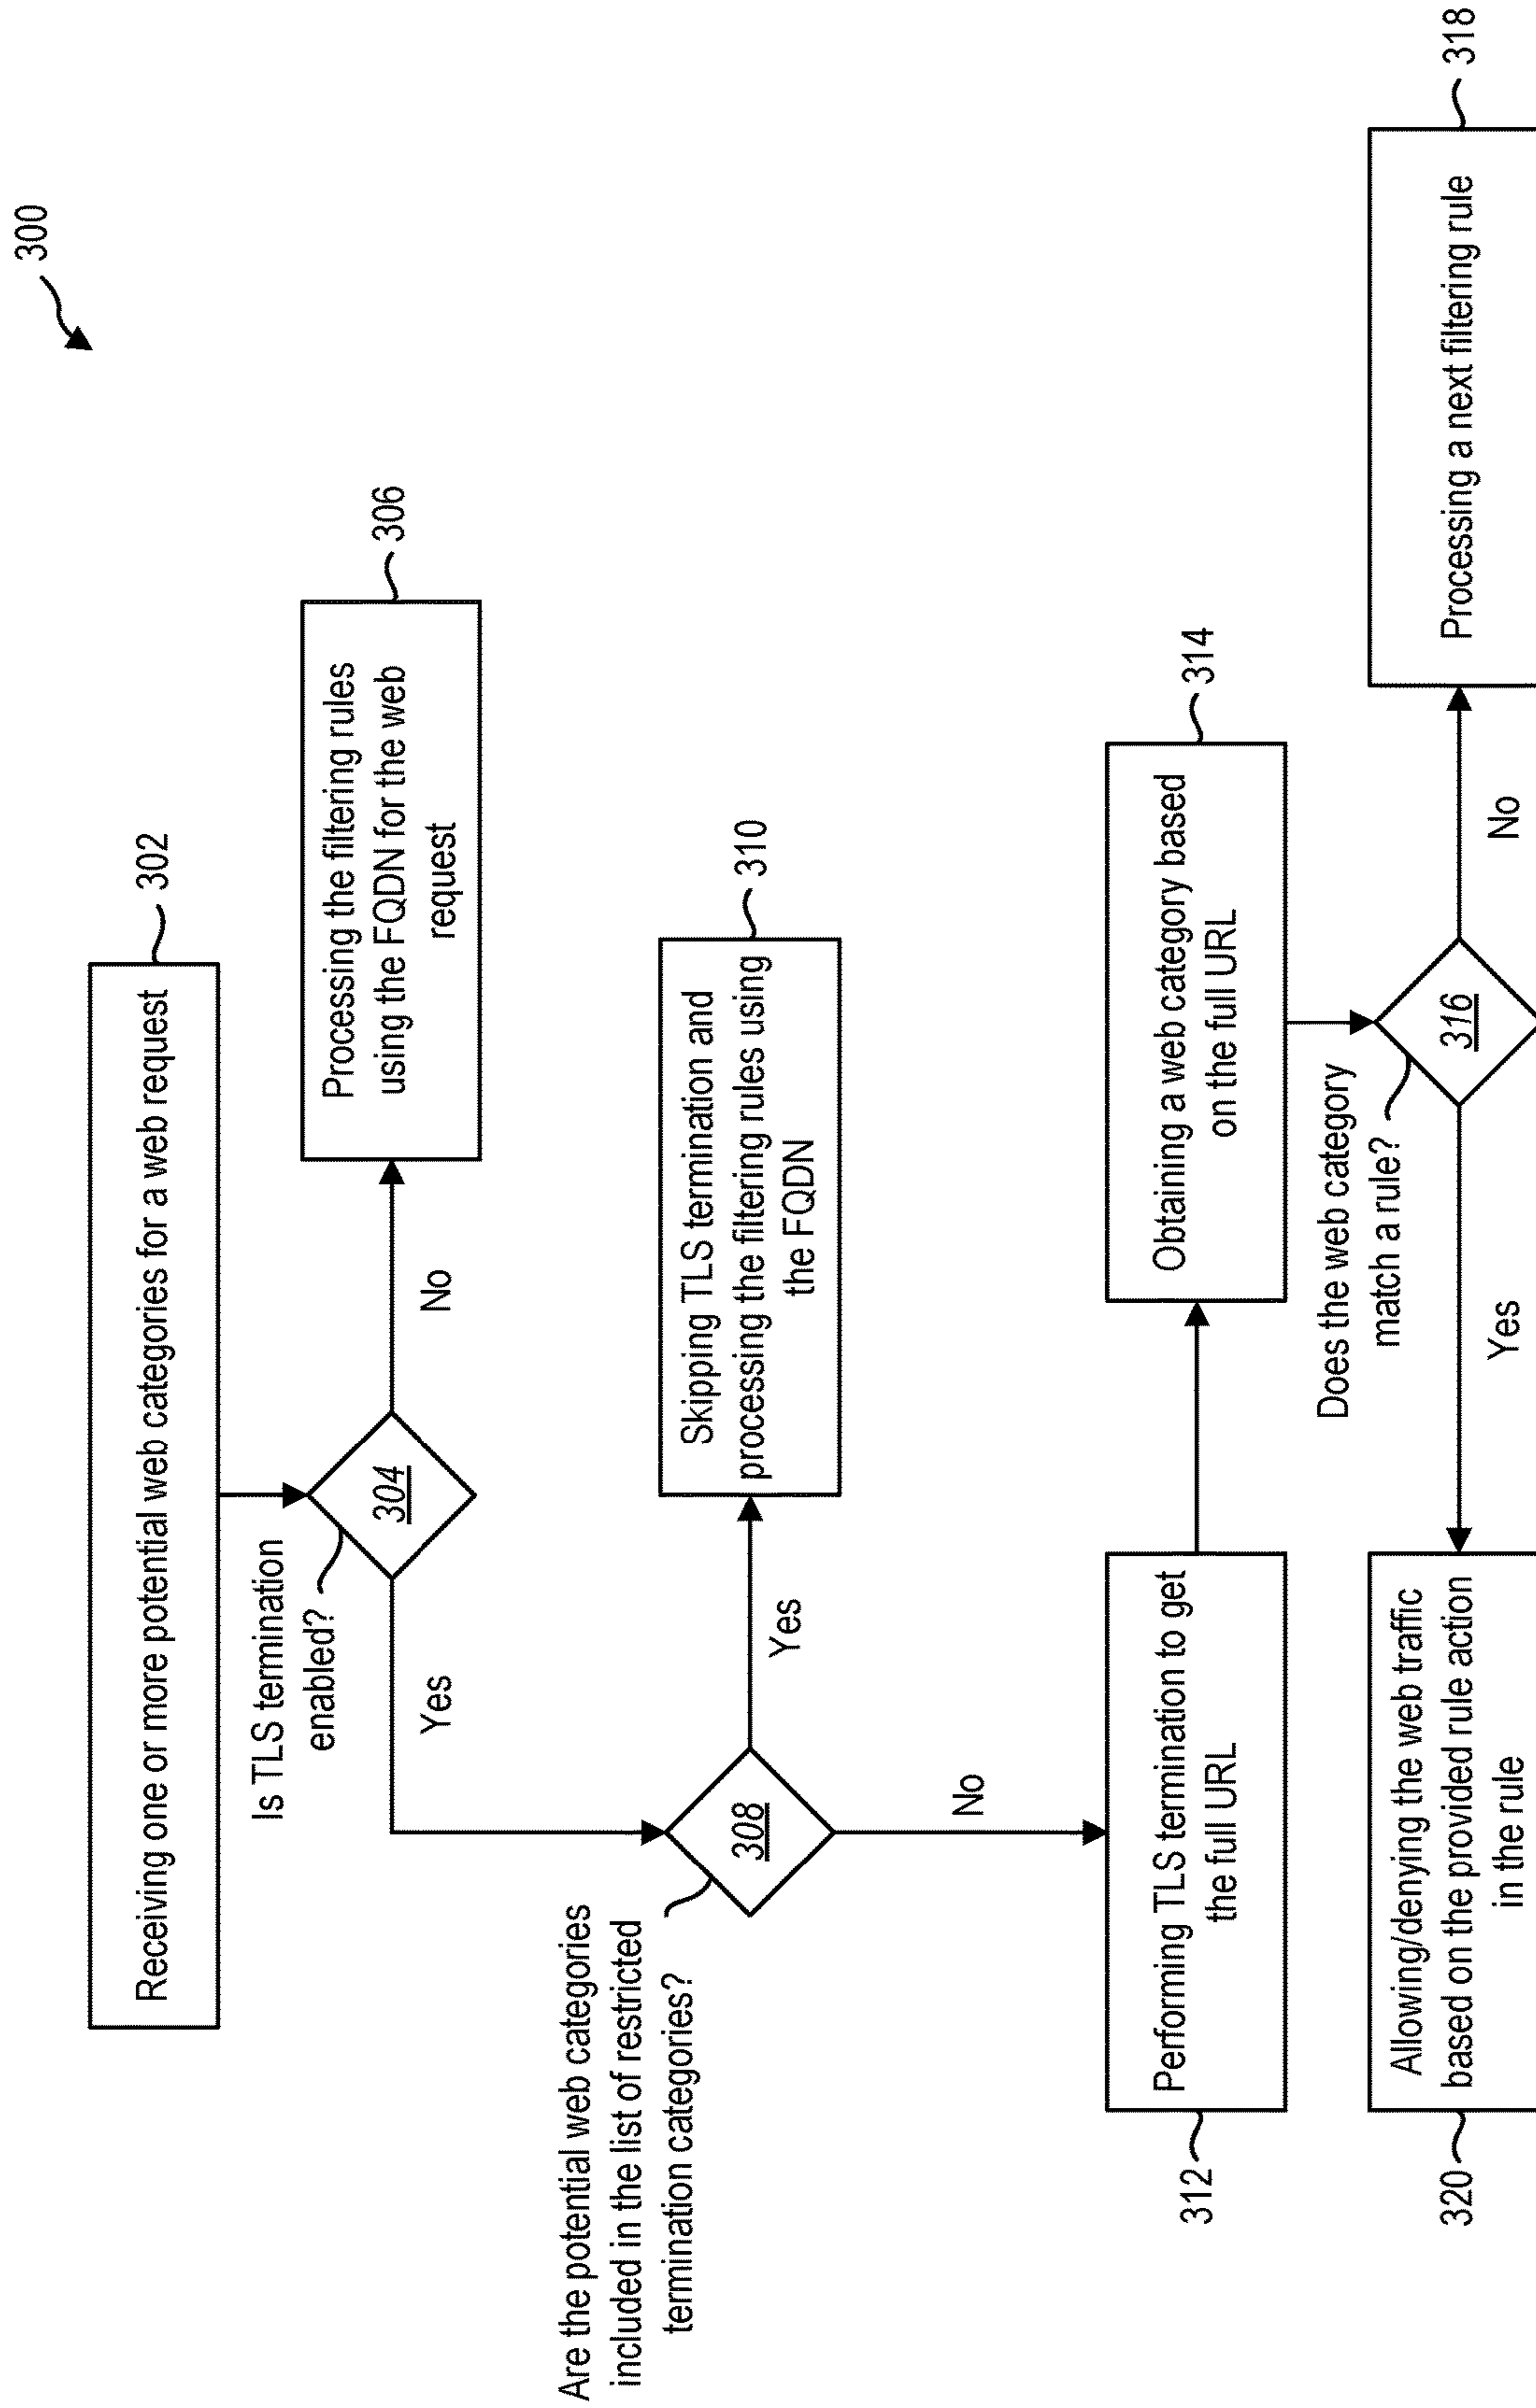 300
Receiving one or more potential web categories for a web request
302
Is TLS termination
enabled?
304
No
Processing the filtering rules
using the FQDN for the web
request
306
Yes
Are the potential web categories
included in the list of restricted
termination categories?
308
Yes
Skipping TLS termination and
processing the filtering rules using
the FQDN
310
No
Performing TLS termination to get
the full URL
312
Obtaining a web category based
on the full URL
314
Does the web category
match a rule?
316
No
Processing a next filtering rule
318
Yes
Allowing/denying the web traffic
based on the provided rule action
in the rule
320